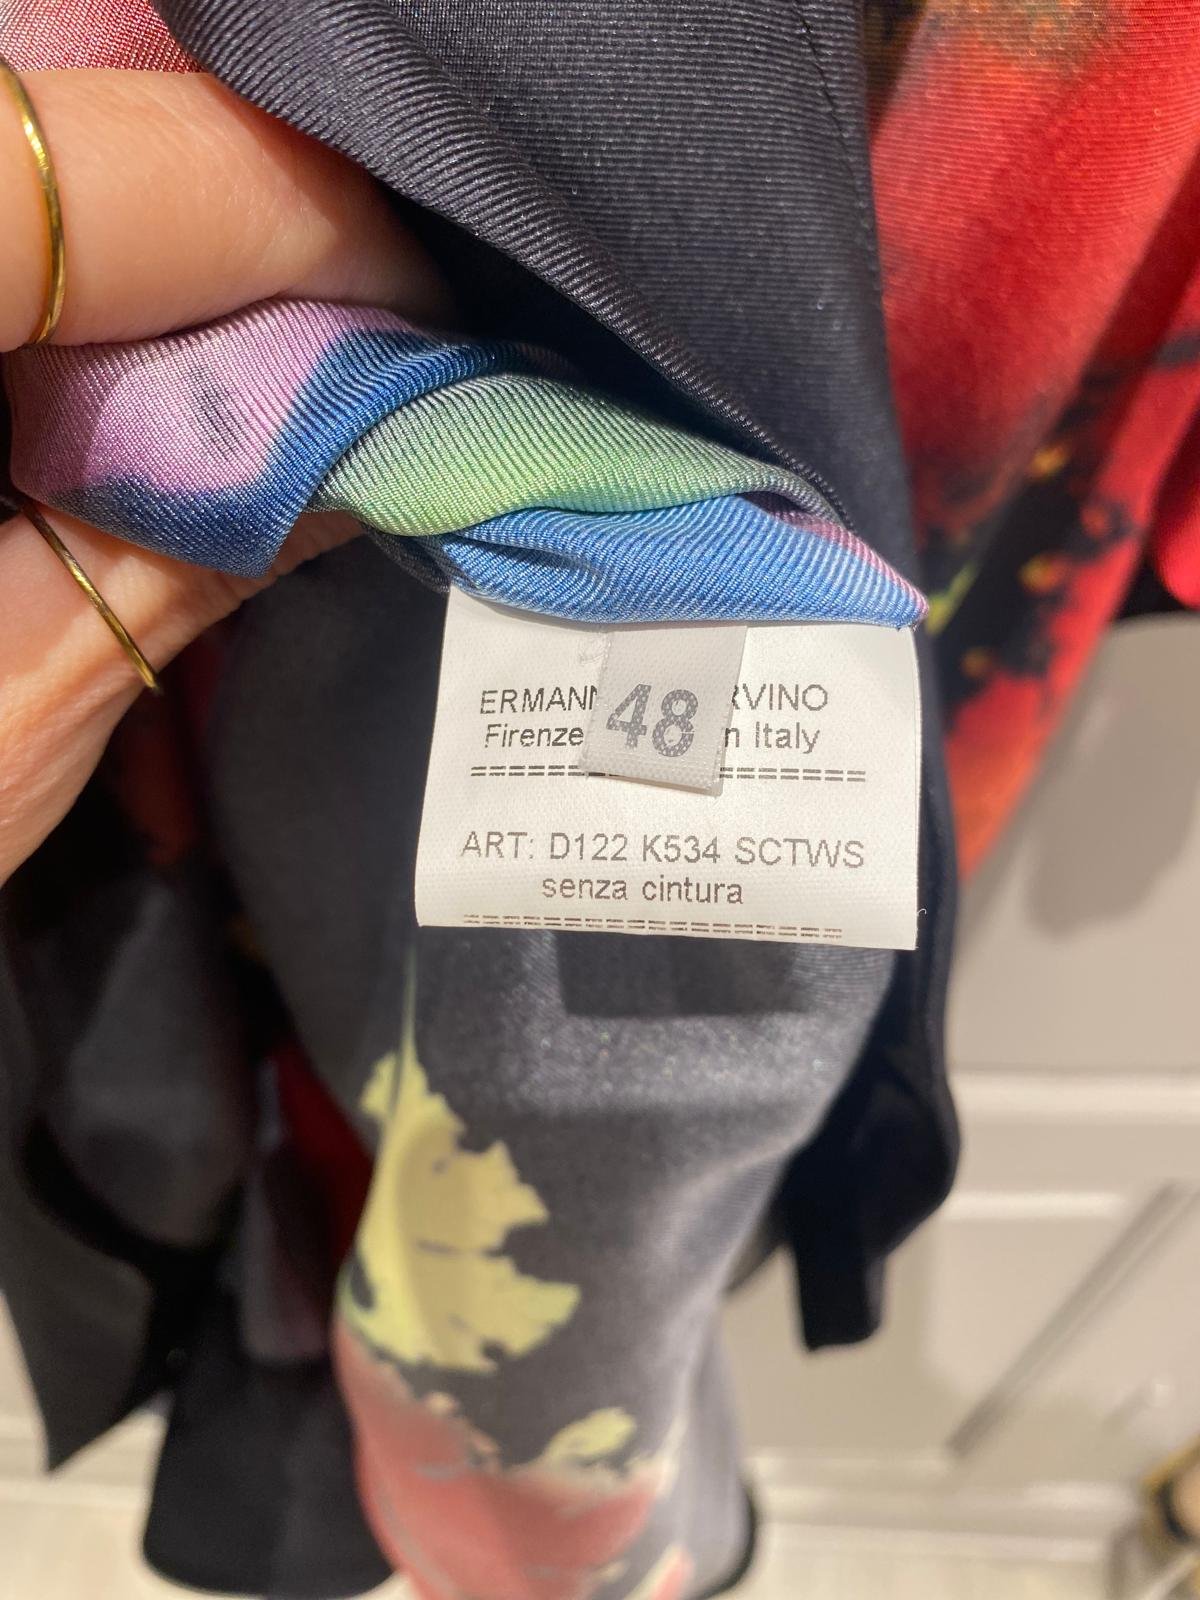 ERMANN RVINO
Firenze n Italy
48
==========================
ART: D122 K534 SCTWS
senza cintura
==========================